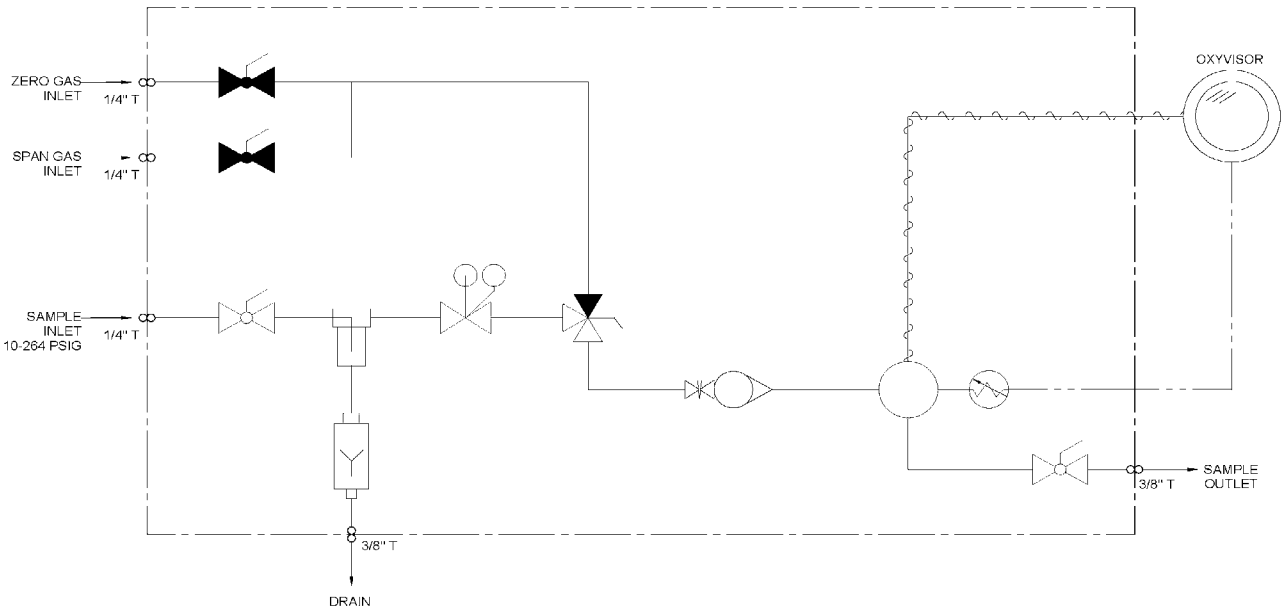 OXYVISOR
ZERO GAS
INLET
1/4" T
SPAN GAS
INLET
1/4" T
SAMPLE
INLET
10-264 PSIG
1/4" T
SAMPLE
OUTLET
3/8" T
3/8" T
DRAIN